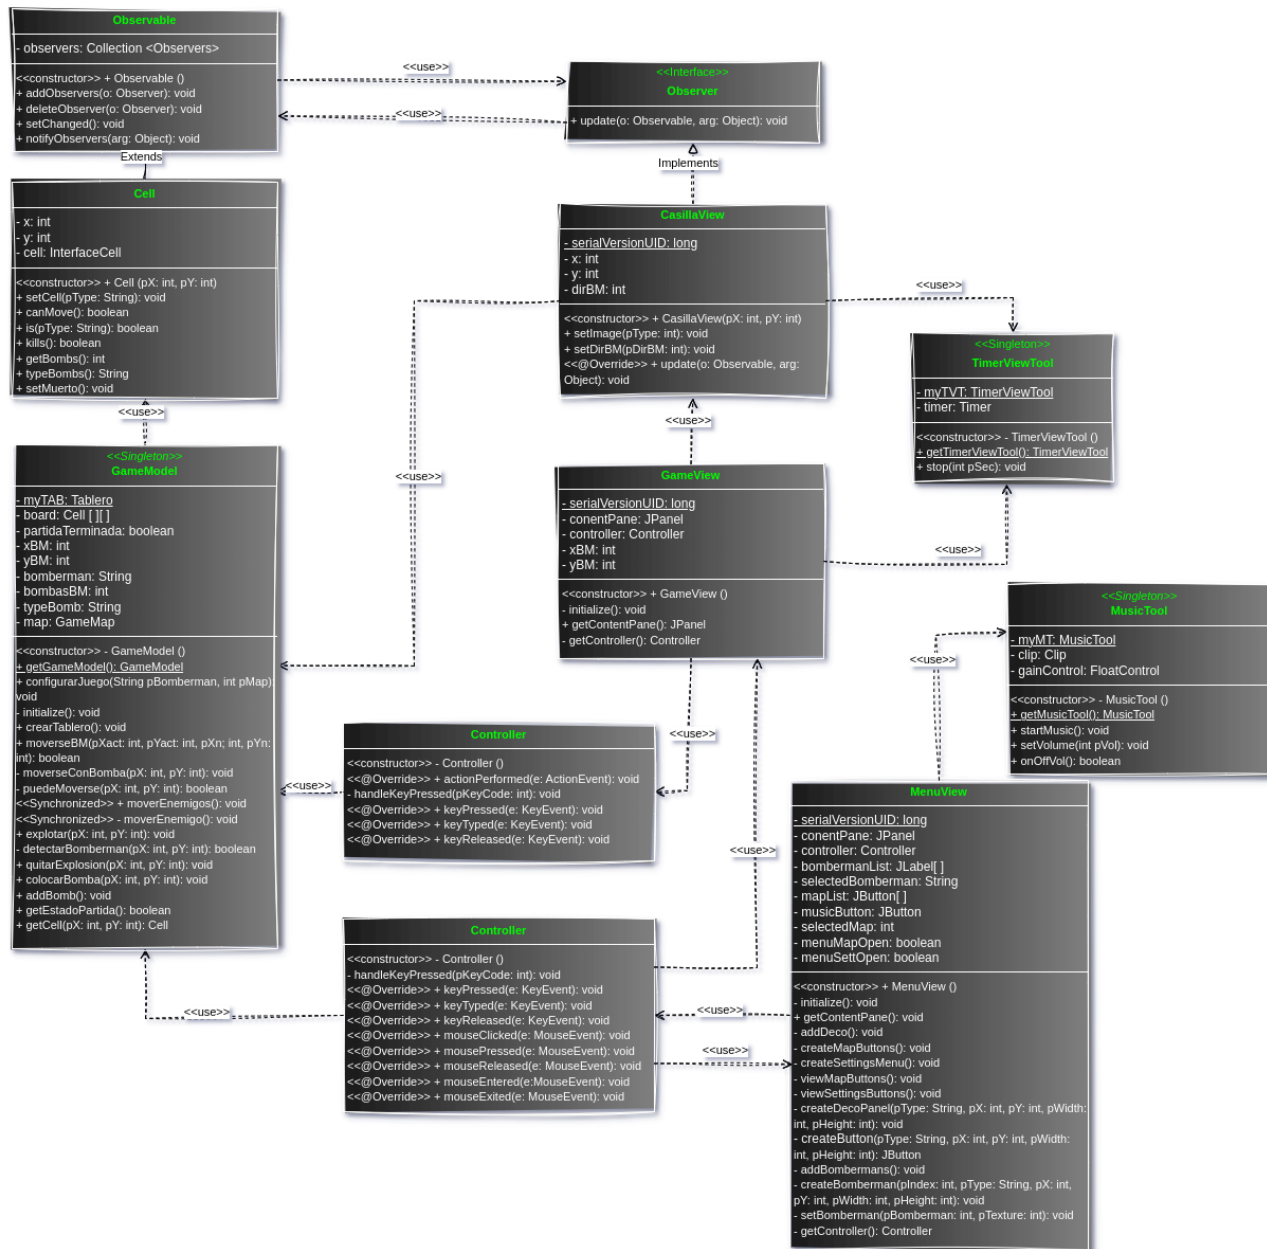 Observable
- observers: Collection <Observers>
<<constructor>> + Observable ()
+ addObservers(o: Observer): void
+ deleteObserver(o: Observer): void
+ setChanged(): void
+ notifyObservers(arg: Object): void
<<use>>
<<use>>
<<Interface>>
Observer
+ update(o: Observable, arg: Object): void
Extends
Implements
Cell
- x: int
- y: int
- cell: InterfaceCell
<<constructor>> + Cell (pX: int, pY: int)
+ setCell(pType: String): void
+ canMove(): boolean
+ is(pType: String): boolean
+ kills(): boolean
+ getBombs(): int
+ typeBombs(): String
+ setMuerto(): void
<<use>>
CasillaView
- serialVersionUID: long
- x: int
- y: int
- dirBM: int
<<constructor>> + CasillaView(pX: int, pY: int)
+ setImage(pType: int): void
+ setDirBM(pDirBM: int): void
<<@Override>> + update(o: Observable, arg:
Object): void
<<use>>
<<Singleton>>
TimerViewTool
- myTVT: TimerViewTool
- timer: Timer
<<constructor>> - TimerViewTool ()
+ getTimerViewTool(): TimerViewTool
+ stop(int pSec): void
<<use>>
<<use>>
<<Singleton>>
GameModel
- myTAB: Tablero
- board: Cell [ ][ ]
- partidaTerminada: boolean
- xBM: int
- yBM: int
- bomberman: String
- bombasBM: int
- typeBomb: String
- map: GameMap
<<constructor>> - GameModel ()
+ getGameModel(): GameModel
+ configurarJuego(String pBomberman, int pMap):
void
- initialize(): void
+ crearTablero(): void
+ moverseBM(pXact: int, pYact: int, pXn; int, pYn:
int): boolean
- moverseConBomba(pX: int, pY: int): void
- puedeMoverse(pX: int, pY: int): boolean
<<Synchronized>> + moverEnemigos(): void
<<Synchronized>> - moverEnemigo(): void
+ explotar(pX: int, pY: int): void
- detectarBomberman(pX: int, pY: int): boolean
+ quitarExplosion(pX: int, pY: int): void
+ colocarBomba(pX: int, pY: int): void
+ addBomb(): void
+ getEstadoPartida(): boolean
+ getCell(pX: int, pY: int): Cell
GameView
- serialVersionUID: long
- conentPane: JPanel
- controller: Controller
- xBM: int
- yBM: int
<<constructor>> + GameView ()
- initialize(): void
+ getContentPane(): JPanel
- getController(): Controller
<<use>>
<<Singleton>>
MusicTool
- myMT: MusicTool
- clip: Clip
- gainControl: FloatControl
<<constructor>> - MusicTool ()
+ getMusicTool(): MusicTool
+ startMusic(): void
+ setVolume(int pVol): void
+ onOffVol(): boolean
<<use>>
<<use>>
Controller
<<constructor>> - Controller ()
<<@Override>> + actionPerformed(e: ActionEvent): void
- handleKeyPressed(pKeyCode: int): void
<<@Override>> + keyPressed(e: KeyEvent): void
<<@Override>> + keyTyped(e: KeyEvent): void
<<@Override>> + keyReleased(e: KeyEvent): void
<<use>>
<<use>>
Controller
<<constructor>> - Controller ()
- handleKeyPressed(pKeyCode: int): void
<<@Override>> + keyPressed(e: KeyEvent): void
<<@Override>> + keyTyped(e: KeyEvent): void
<<@Override>> + keyReleased(e: KeyEvent): void
<<@Override>> + mouseClicked(e: MouseEvent): void
<<@Override>> + mousePressed(e: MouseEvent): void
<<@Override>> + mouseReleased(e: MouseEvent): void
<<@Override>> + mouseEntered(e:MouseEvent): void
<<@Override>> + mouseExited(e: MouseEvent): void
<<use>>
<<use>>
<<use>>
MenuView
- serialVersionUID: long
- conentPane: JPanel
- controller: Controller
- bombermanList: JLabel[ ]
- selectedBomberman: String
- mapList: JButton[ ]
- musicButton: JButton
- selectedMap: int
- menuMapOpen: boolean
- menuSettOpen: boolean
<<constructor>> + MenuView ()
- initialize(): void
+ getContentPane(): void
- addDeco(): void
- createMapButtons(): void
- createSettingsMenu(): void
- viewMapButtons(): void
- viewSettingsButtons(): void
- createDecoPanel(pType: String, pX: int, pY: int, pWidth:
int, pHeight: int): void
- createButton(pType: String, pX: int, pY: int, pWidth:
int, pHeight: int): JButton
- addBombermans(): void
- createBomberman(pIndex: int, pType: String, pX: int,
pY: int, pWidth: int, pHeight: int): void
- setBomberman(pBomberman: int, pTexture: int): void
- getController(): Controller